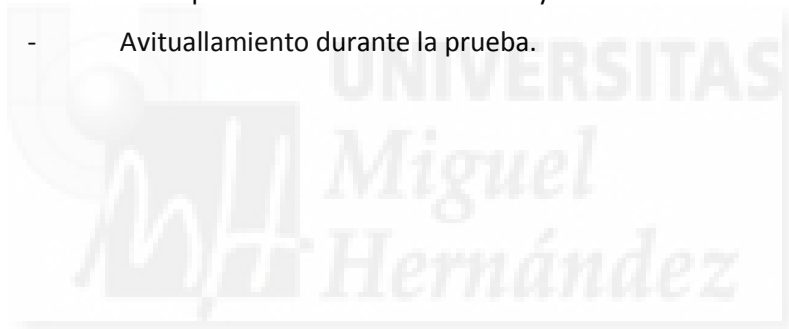 - Avituallamiento durante la prueba.
UNIVERSITAS
Miguel
Hernández